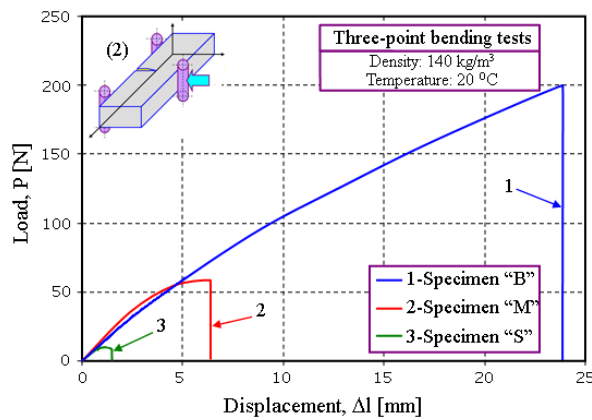 250
200
150
100
50
0
Load, P [N]
(2)
Three-point bending tests
Density: 140 kg/m³
Temperature: 20 ⁰C
1
2
3
1-Specimen “B”
2-Specimen “M”
3-Specimen “S”
0 5 10 15 20 25
Displacement, Δl [mm]